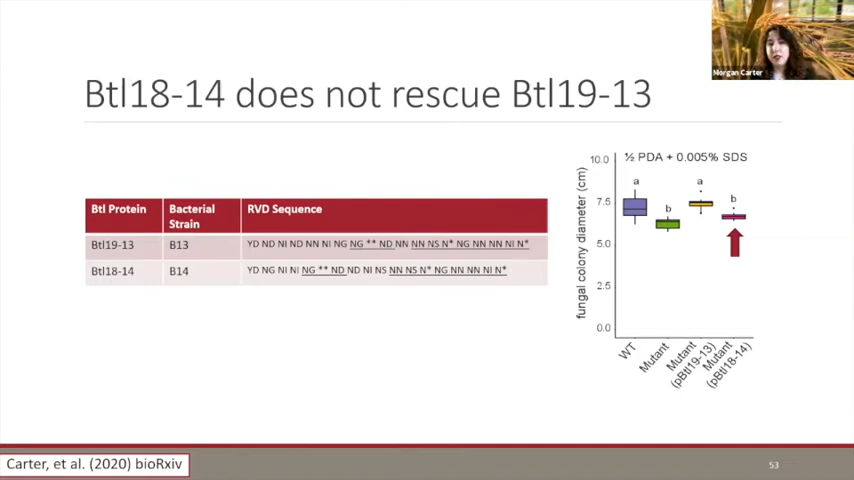 Morgan Carter
Btl18-14 does not rescue Btl19-13
Btl Protein
Bacterial
Strain
RVD Sequence
Btl19-13
B13
YD ND NI ND NN NI NG NG ** ND NN NN NS N* NG NN NN NI N*
Btl18-14
B14
YD NG NI NI NG ** ND ND NI NS NN NS N* NG NN NN NI N*
½ PDA + 0.005% SDS
fungal colony diameter (cm)
10.0
7.5
5.0
2.5
0.0
a
b
a
b
WT
Mutant
Mutant
(pBtl19-13)
Mutant
(pBtl18-14)
Carter, et al. (2020) bioRxiv
53